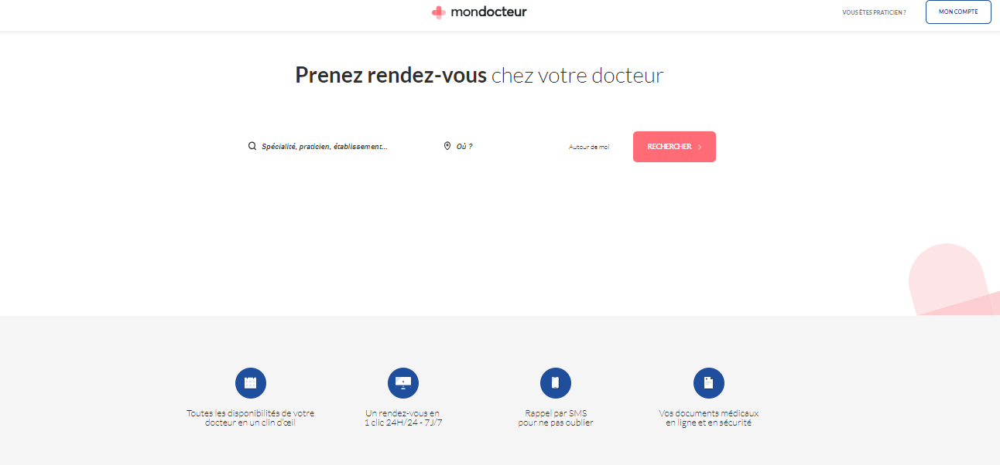 mondocteur
VOUS ÊTES PRATICIEN ?
MON COMPTE
Prenez rendez-vous chez votre docteur
Spécialité, praticien, établissement...
Où ?
Autour de moi
RECHERCHER
Toutes les disponibilités de votre
docteur en un clin d'œil
Un rendez-vous en
1 clic 24H/24 - 7J/7
Rappel par SMS
pour ne pas oublier
Vos documents médicaux
en ligne et en sécurité